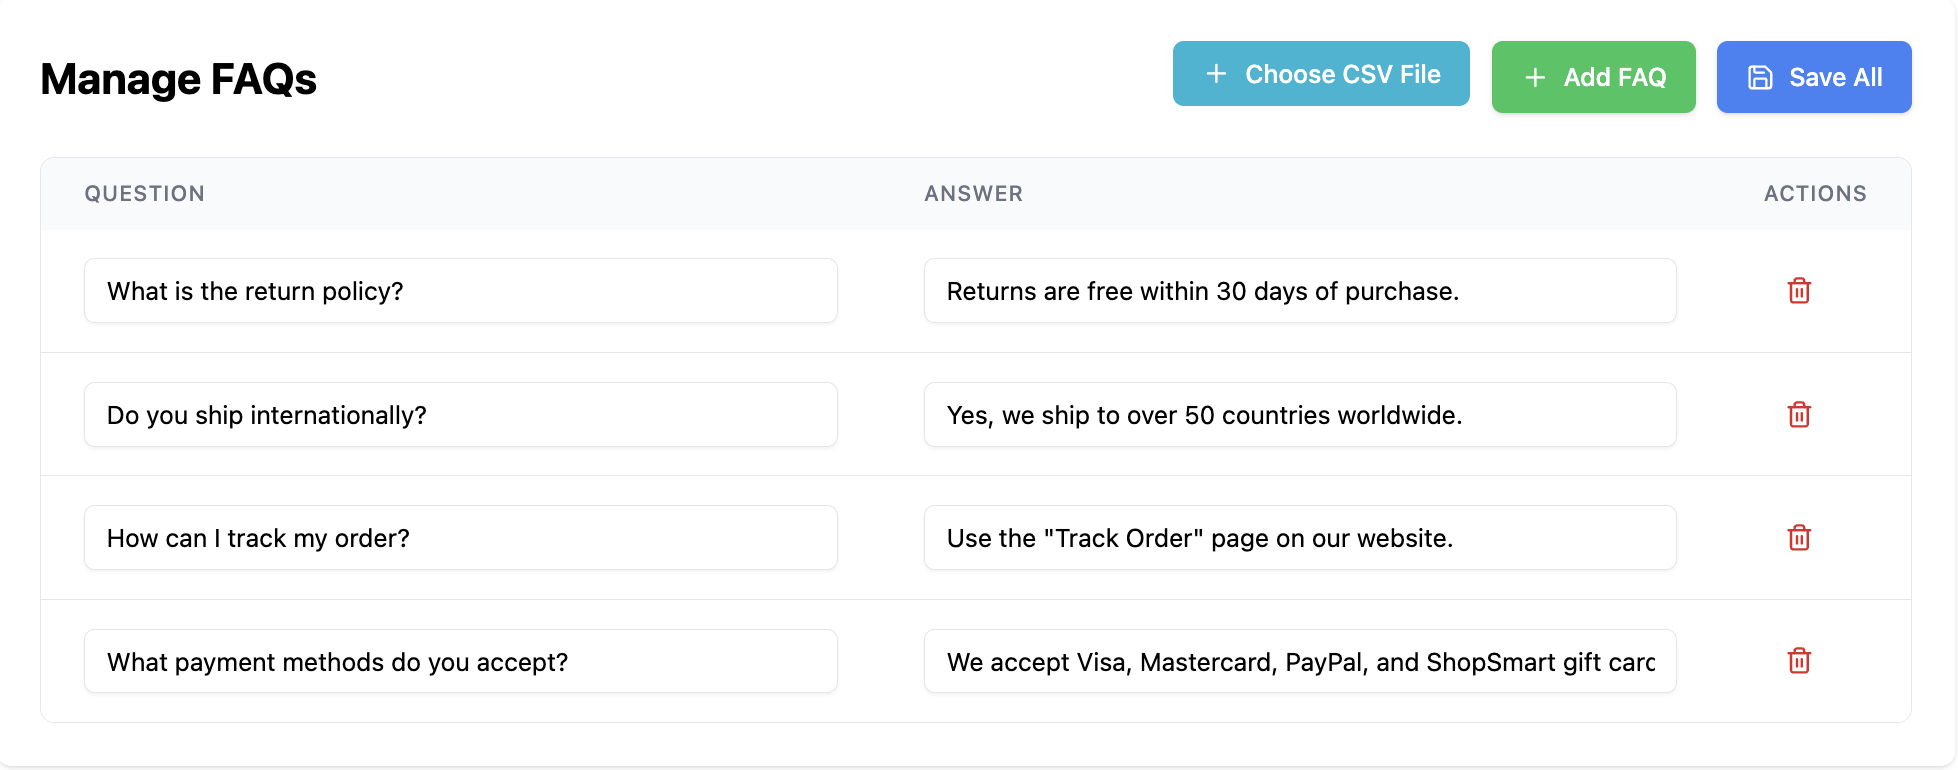 Manage FAQs
Choose CSV File
Add FAQ
Save All
QUESTION
ANSWER
ACTIONS
What is the return policy?
Returns are free within 30 days of purchase.
Do you ship internationally?
Yes, we ship to over 50 countries worldwide.
How can I track my order?
Use the "Track Order" page on our website.
What payment methods do you accept?
We accept Visa, Mastercard, PayPal, and ShopSmart gift